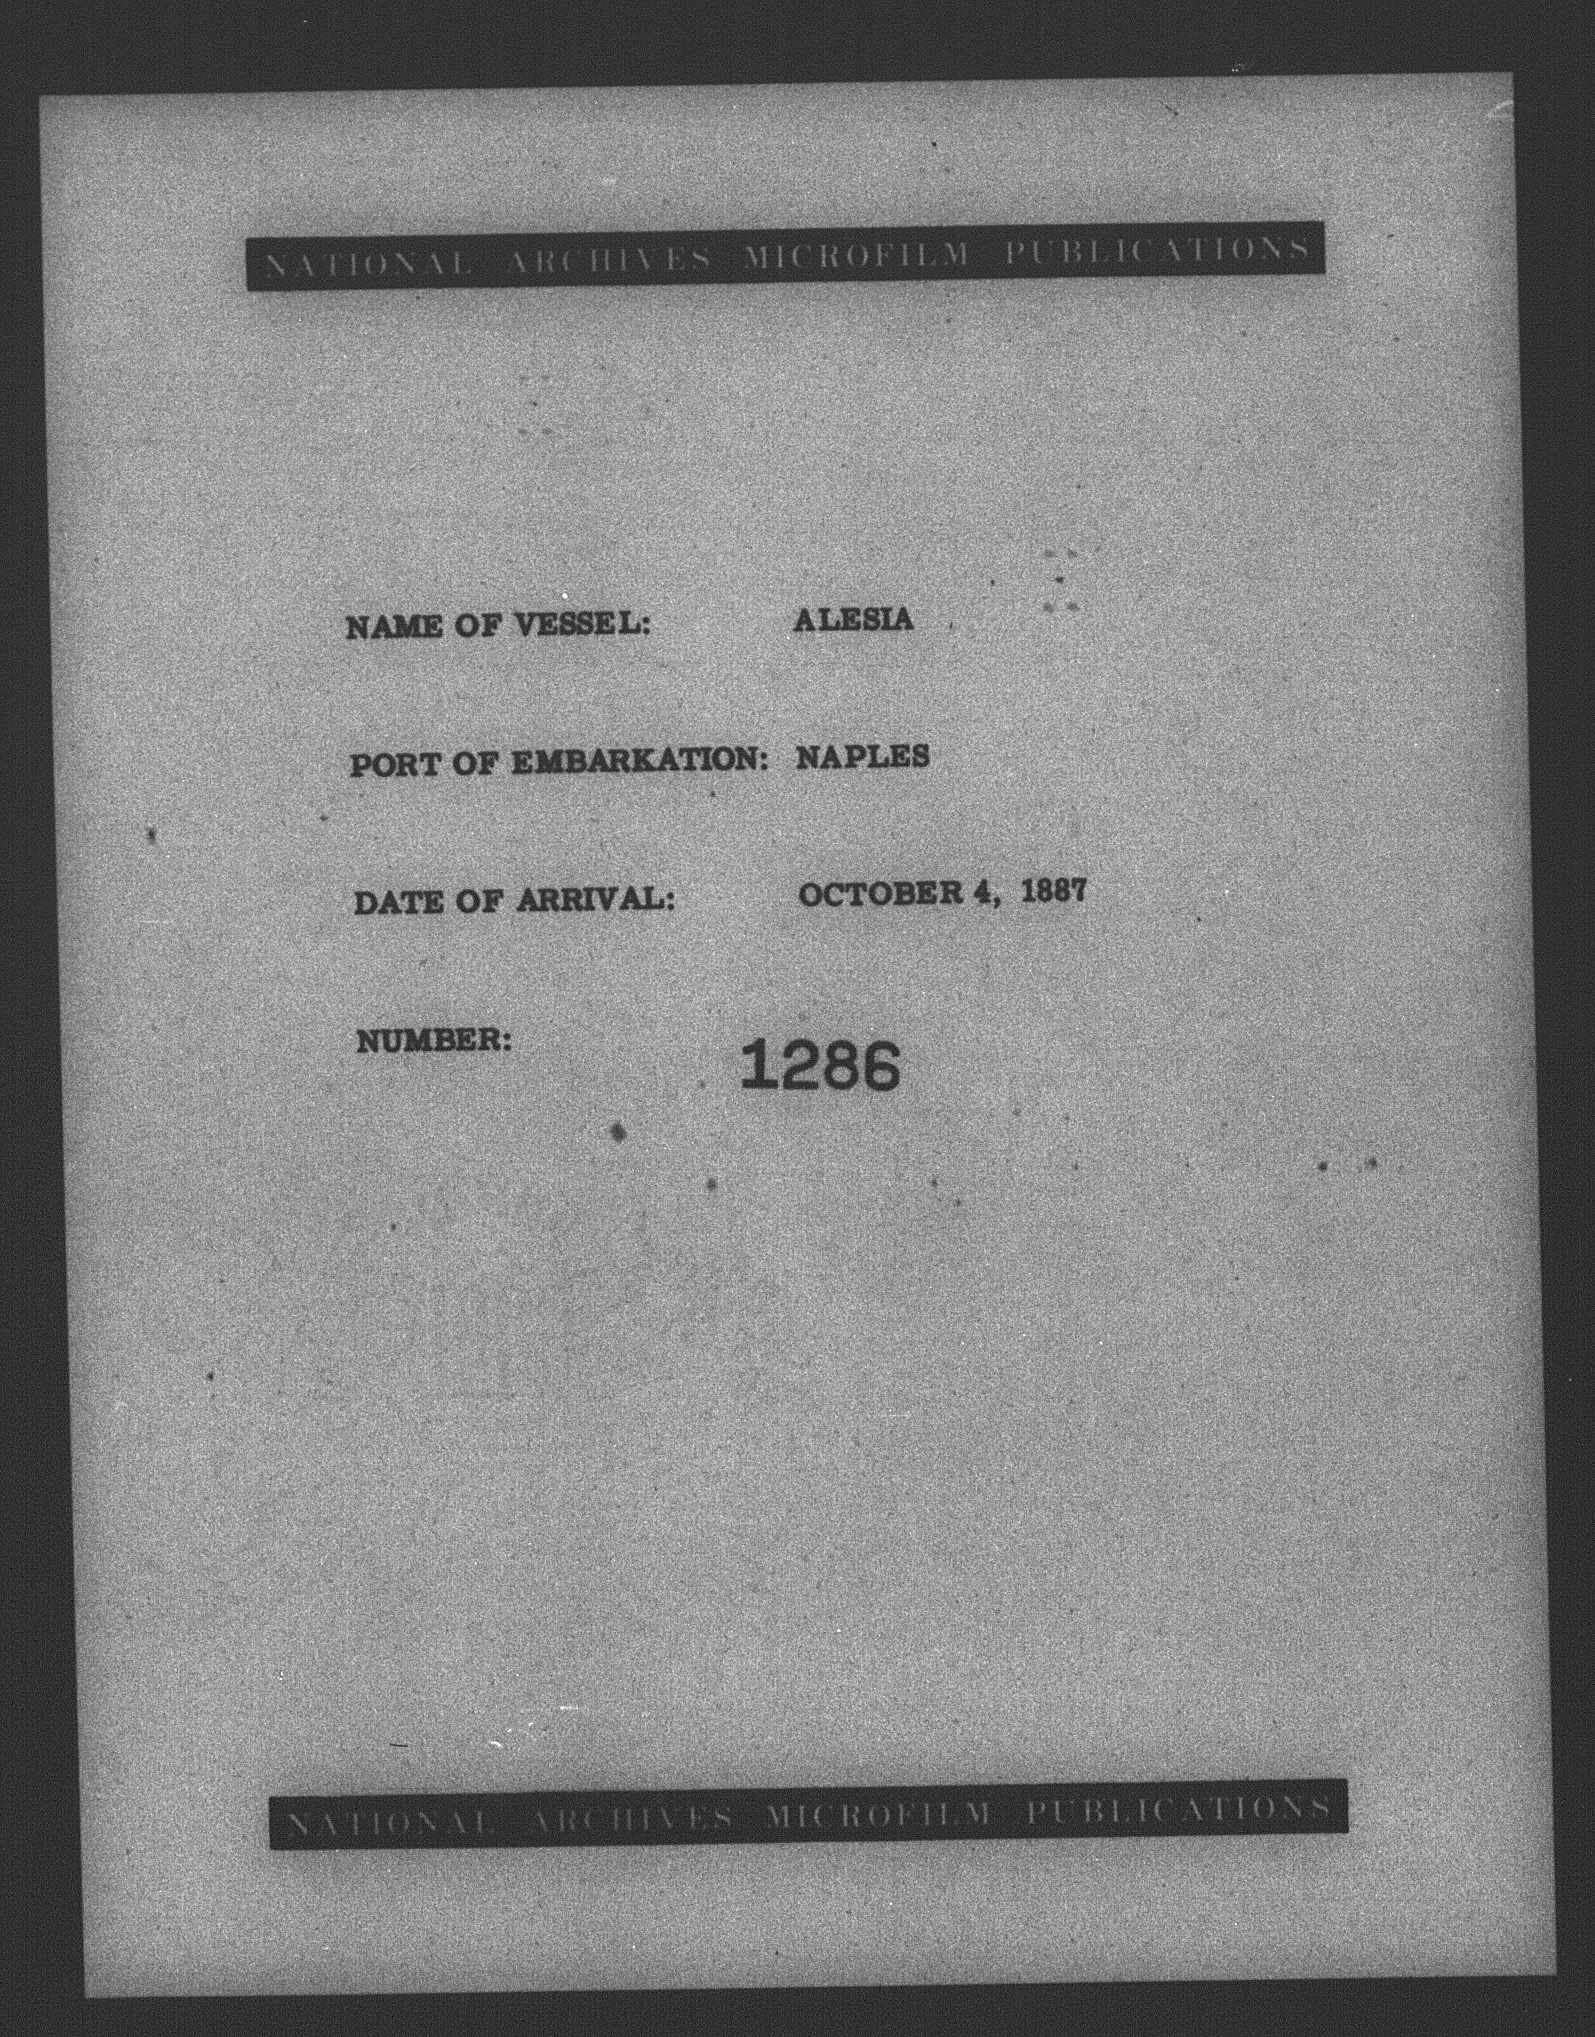 NATIONAL ARCHIVES MICROFILM PUBLICATIONS
NAME OF VESSEL: ALESIA
PORT OF EMBARKATION: NAPLES
DATE OF ARRIVAL: OCTOBER 4, 1887
NUMBER: 1286
NATIONAL ARCHIVES MICROFILM PUBLICATIONS